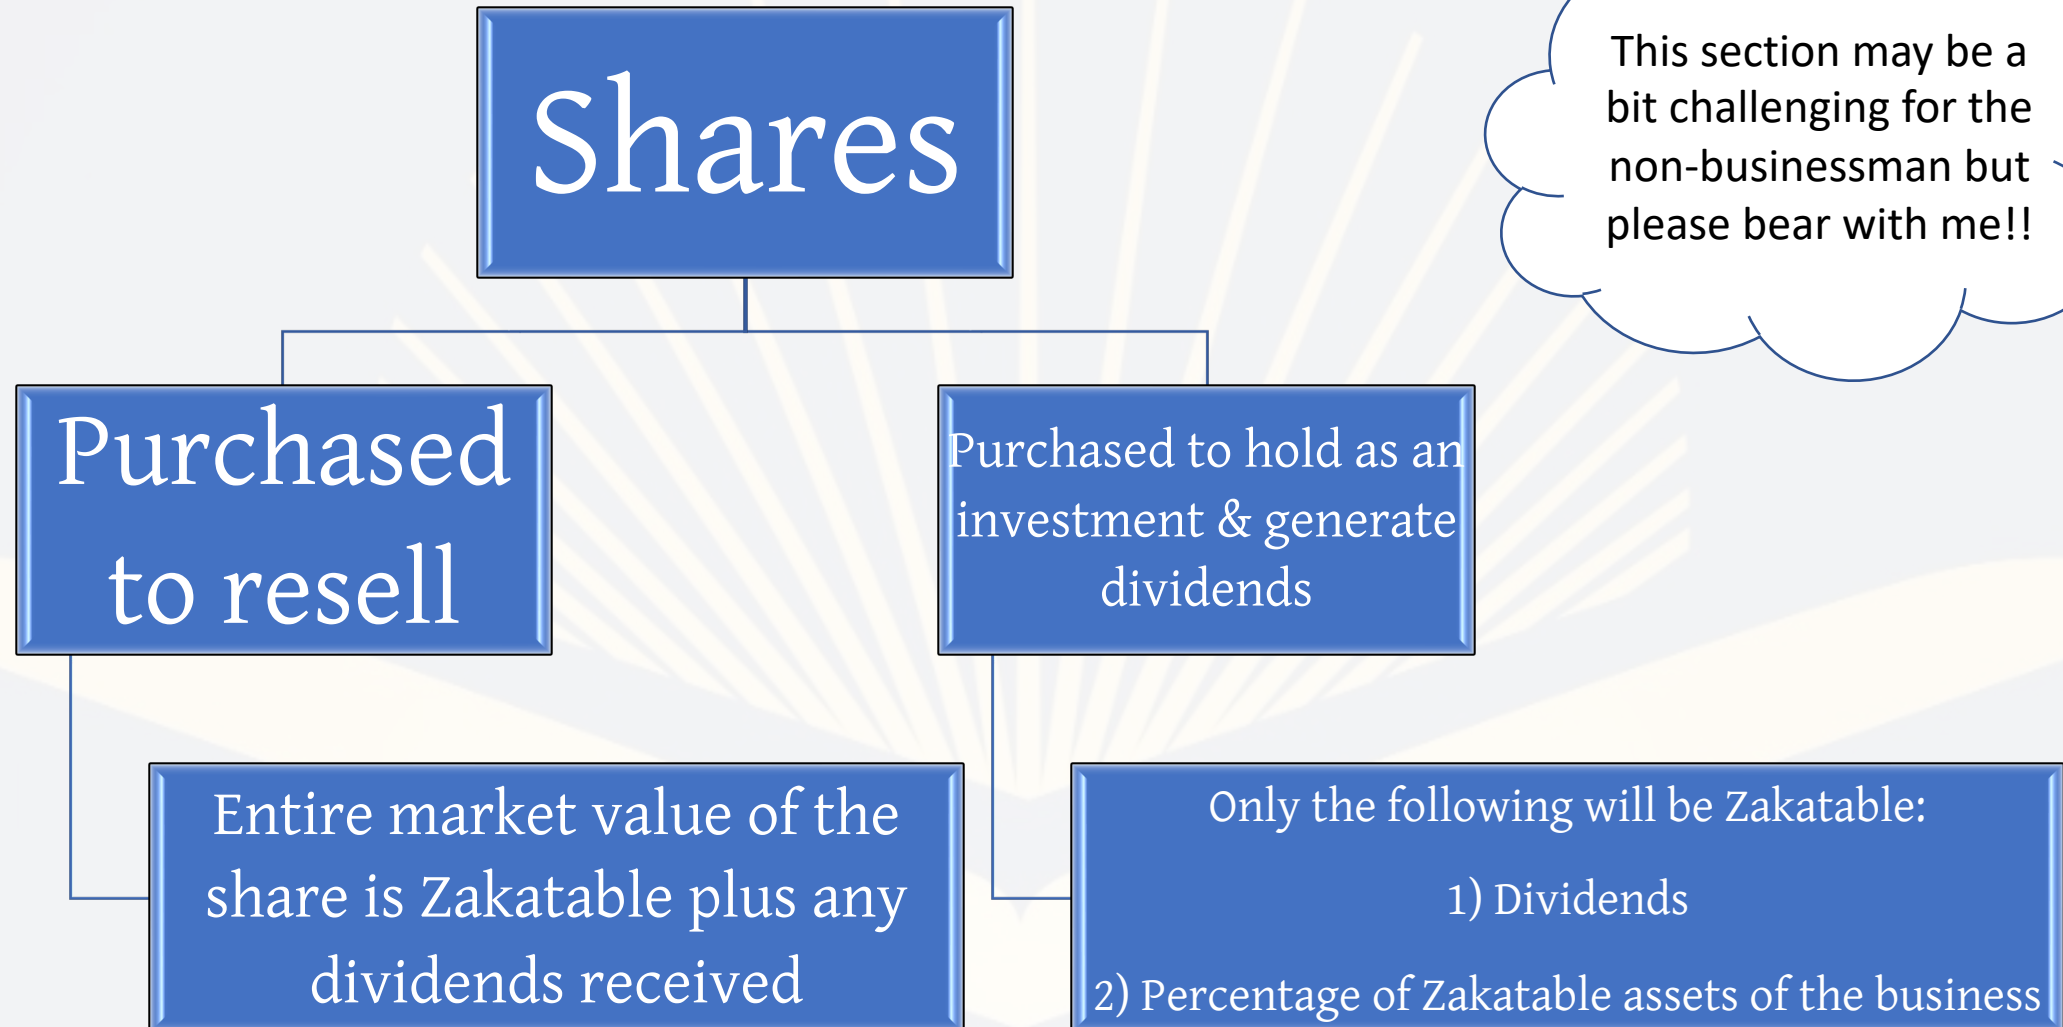 Shares
This section may be a
bit challenging for the
non-businessman but
please bear with me!!
Purchased
to resell
Purchased to hold as an
investment & generate
dividends
Entire market value of the
share is Zakatable plus any
dividends received
Only the following will be Zakatable:
1) Dividends
2) Percentage of Zakatable assets of the business